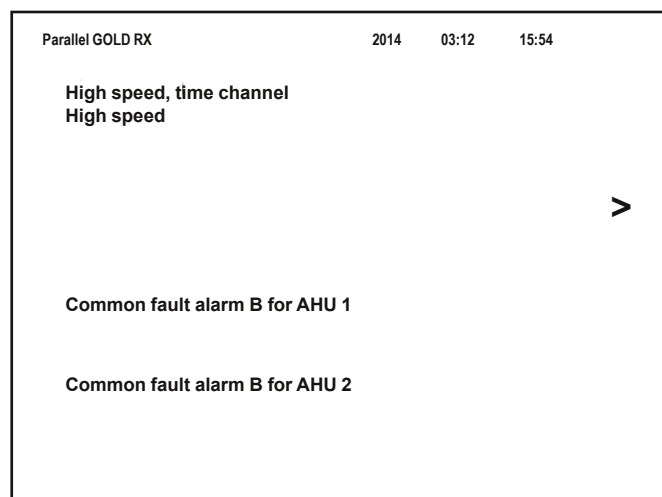 Parallel GOLD RX 2014 03:12 15:54
High speed, time channel
High speed
>
Common fault alarm B for AHU 1
Common fault alarm B for AHU 2